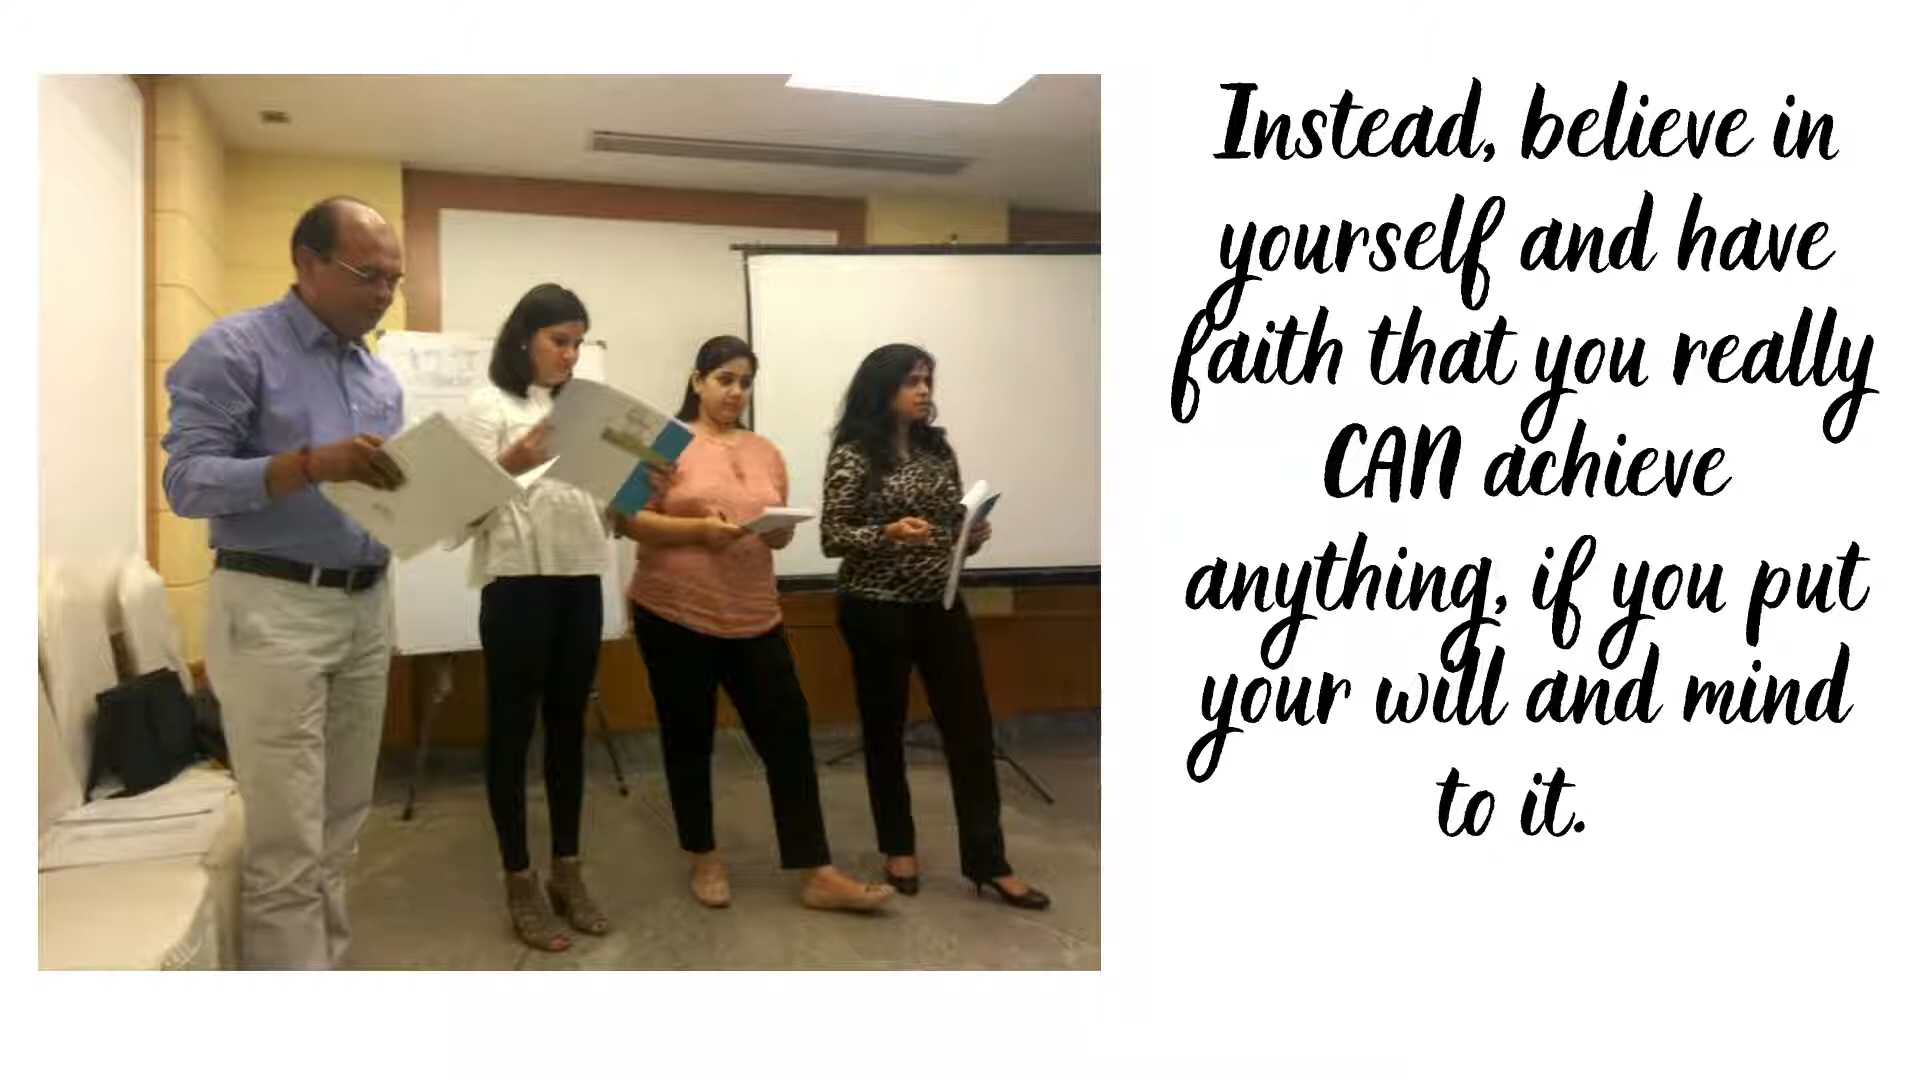 Instead, believe in
yourself and have
faith that you really
CAN achieve
anything, if you put
your will and mind
to it.